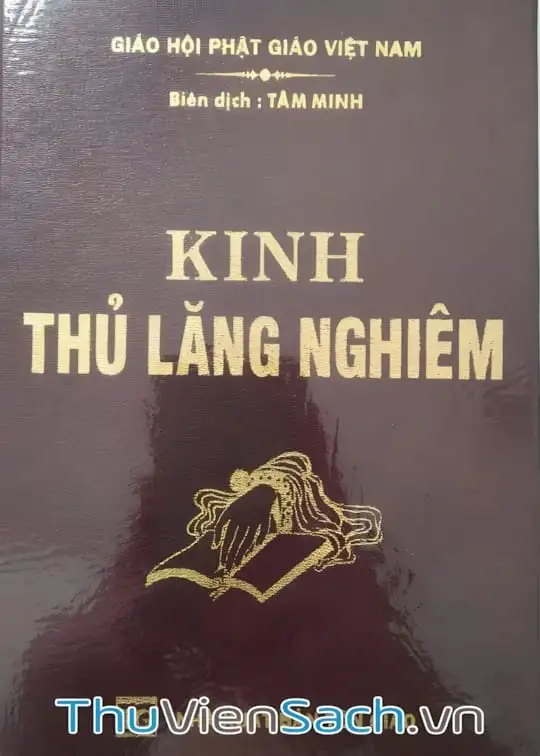 GIÁO HỘI PHẬT GIÁO VIỆT NAM
Biên dịch : TÂM MINH
KINH
THỦ LĂNG NGHIÊM
ThuVienSach.vn